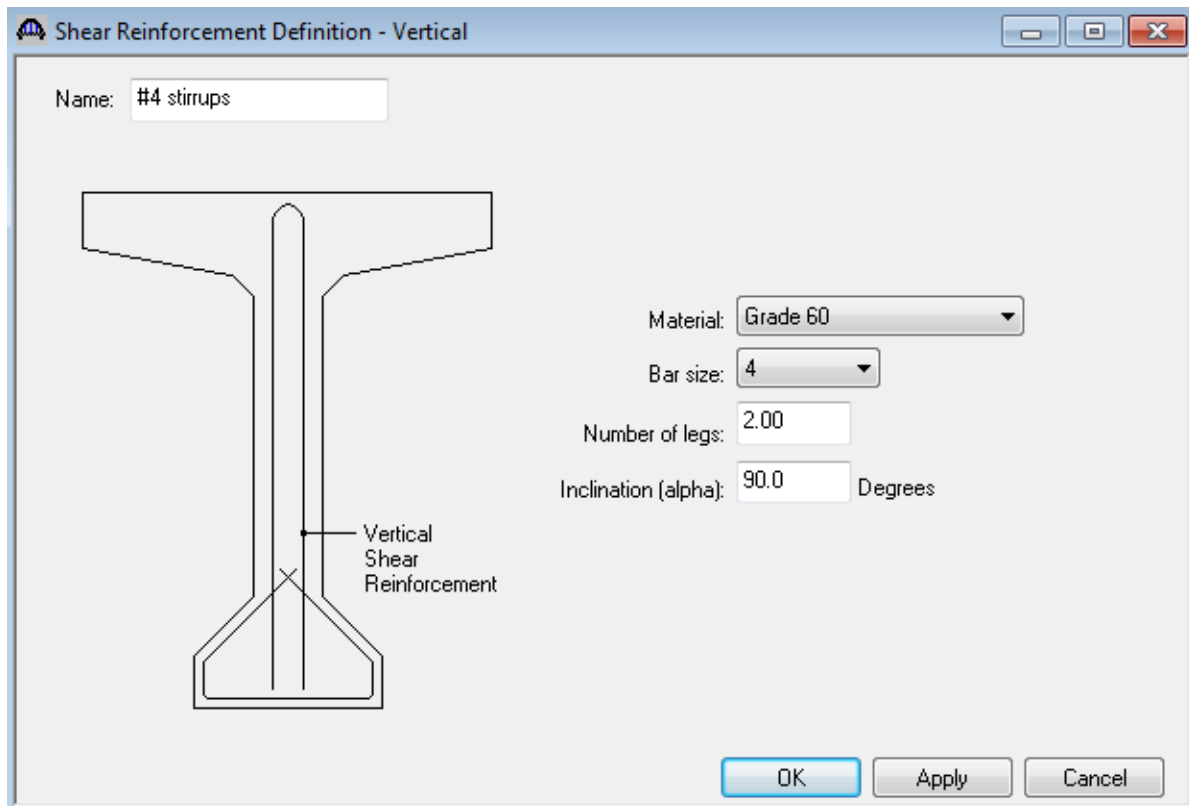 Shear Reinforcement Definition - Vertical
Name: #4 stirrups
Material: Grade 60
Bar size: 4
Number of legs: 2.00
Inclination (alpha): 90.0 Degrees
Vertical
Shear
Reinforcement
OK Apply Cancel